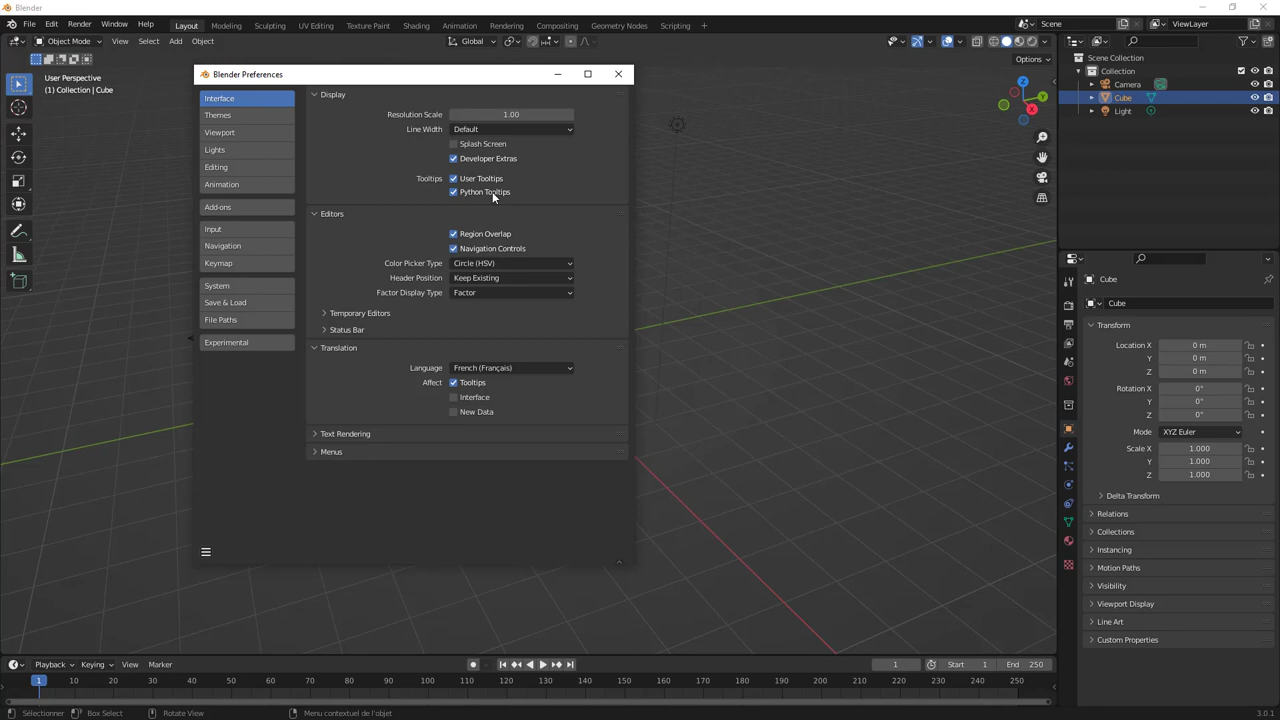 Blender
File Edit Render Window Help Layout Modeling Sculpting UV Editing Texture Paint Shading Animation Rendering Compositing Geometry Nodes Scripting + Scene ViewLayer
Object Mode View Select Add Object Global
Options
User Perspective
(1) Collection | Cube
Blender Preferences
Interface
Themes
Viewport
Lights
Editing
Animation
Add-ons
Input
Navigation
Keymap
System
Save & Load
File Paths
Experimental
Display
Resolution Scale 1.00
Line Width Default
Splash Screen
Developer Extras
Tooltips User Tooltips
Python Tooltips
Editors
Region Overlap
Navigation Controls
Color Picker Type Circle (HSV)
Header Position Keep Existing
Factor Display Type Factor
Temporary Editors
Status Bar
Translation
Language French (Français)
Affect Tooltips
Interface
New Data
Text Rendering
Menus
Z
Y
X
Scene Collection
Collection
Camera
Cube
Light
Cube
Cube
Transform
Location X 0 m
Y 0 m
Z 0 m
Rotation X 0°
Y 0°
Z 0°
Mode XYZ Euler
Scale X 1.000
Y 1.000
Z 1.000
Delta Transform
Relations
Collections
Instancing
Motion Paths
Visibility
Viewport Display
Line Art
Custom Properties
Playback Keying View Marker 1 Start 1 End 250
1 10 20 30 40 50 60 70 80 90 100 110 120 130 140 150 160 170 180 190 200 210 220 230 240 250
Sélectionner Box Select Rotate View Menu contextuel de l'objet 3.0.1